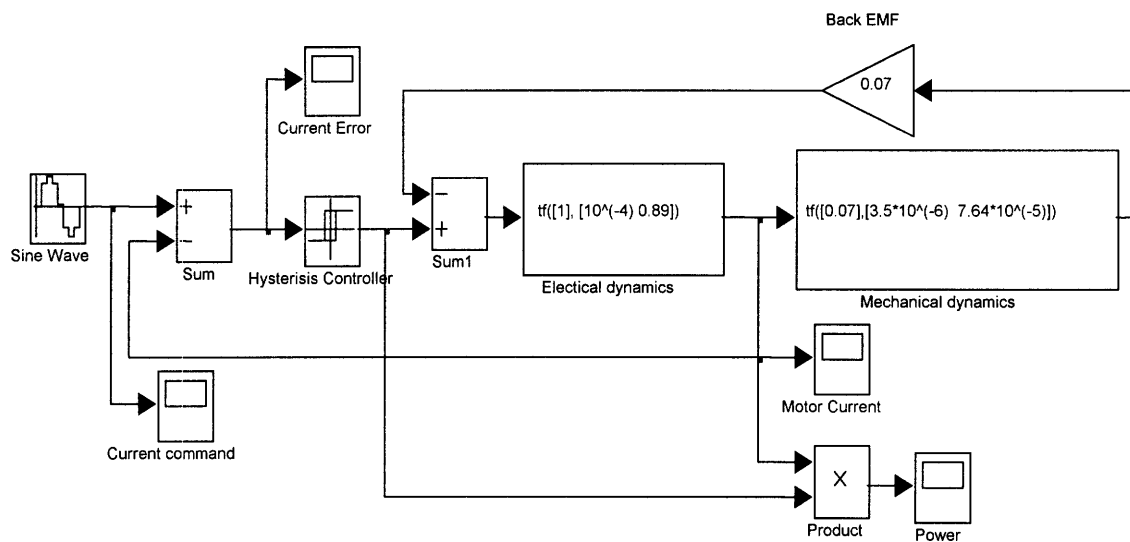 Back EMF
0.07
Current Error
+
−
Sine Wave
Sum
Hysterisis Controller
−
+
Sum1
tf([1], [10^(-4) 0.89])
Electical dynamics
tf([0.07],[3.5*10^(-6) 7.64*10^(-5)])
Mechanical dynamics
Current command
Motor Current
X
Product
Power